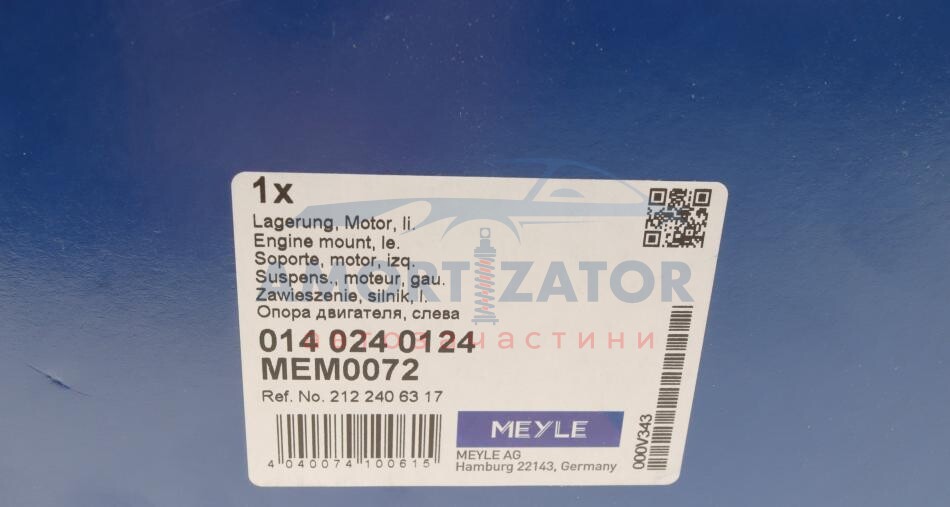 1x
Lagerung, Motor, li.
Engine mount, le.
Soporte, motor, izq.
Suspens., moteur, gau.
Zawieszenie, silnik, l.
Опора двигателя, слева
AMORTIZATOR
автозапчастини
014 024 0124
MEM0072
Ref. No. 212 240 63 17
4 040074 100615
MEYLE
MEYLE AG
Hamburg 22143, Germany
000V343